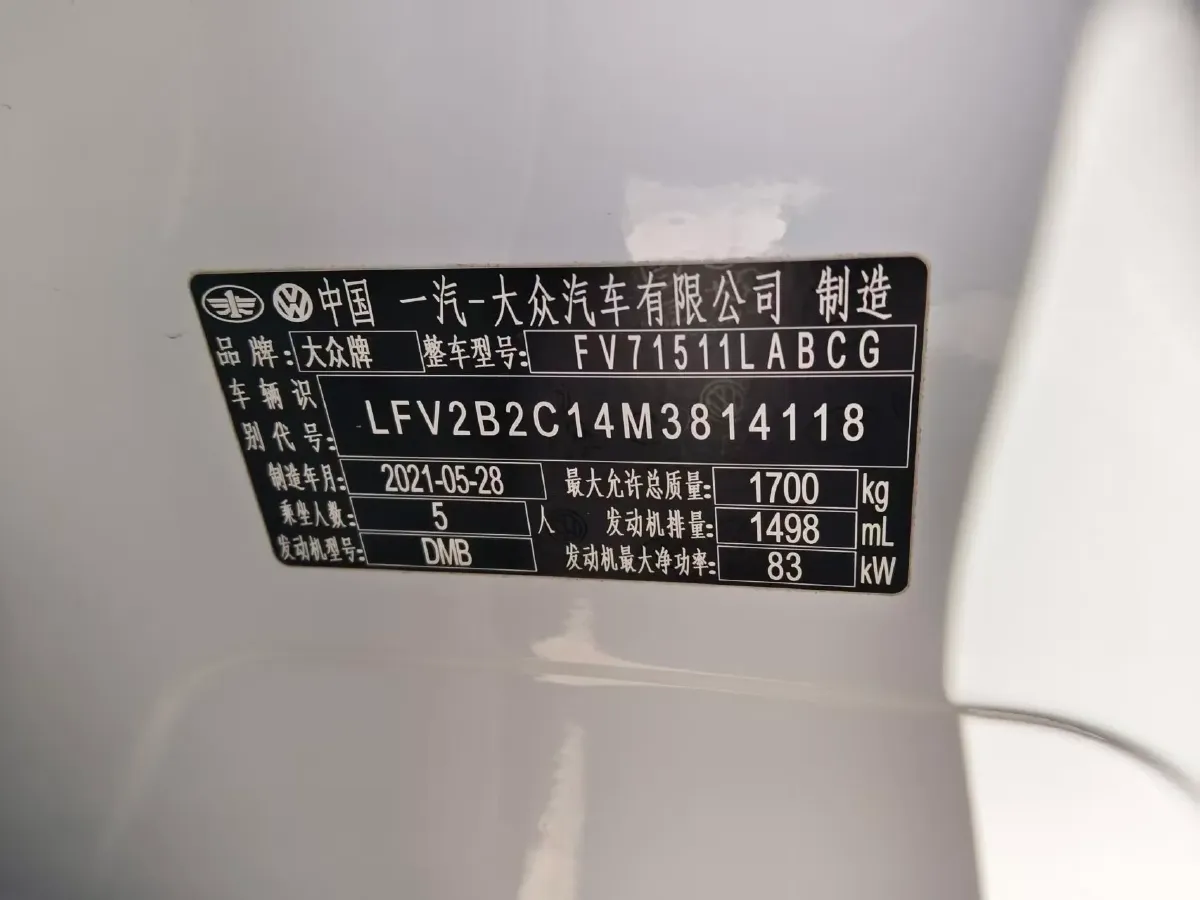 中国 一汽-大众汽车有限公司 制造
品牌: 大众牌 整车型号: FV71511LABCG
车辆识别代号: LFV2B2C14M3814118
制造年月: 2021-05-28 最大允许总质量: 1700 kg
乘坐人数: 5 人 发动机排量: 1498 mL
发动机型号: DMB 发动机最大净功率: 83 kW